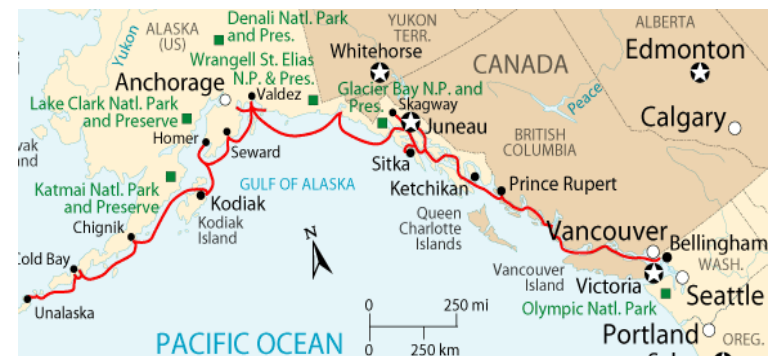 Denali Natl. Park
and Pres.
YUKON
TERR.
ALBERTA
ALASKA
(US)
Yukon
Wrangell St. Elias
N.P. & Pres.
Whitehorse
Edmonton
CANADA
Anchorage
Valdez
Glacier Bay N.P. and
Pres.
Skagway
Peace
Lake Clark Natl. Park
and Preserve
Juneau
Calgary
Homer
Seward
BRITISH
COLUMBIA
Sitka
Katmai Natl. Park
and Preserve
GULF OF ALASKA
Ketchikan
Prince Rupert
Kodiak
Kodiak
Island
Chignik
Queen
Charlotte
Islands
N
Vancouver
Bellingham
Cold Bay
WASH.
Vancouver
Island
Victoria
Seattle
Unalaska
0
250 mi
Olympic Natl. Park
PACIFIC OCEAN
0
250 km
Portland
OREG.